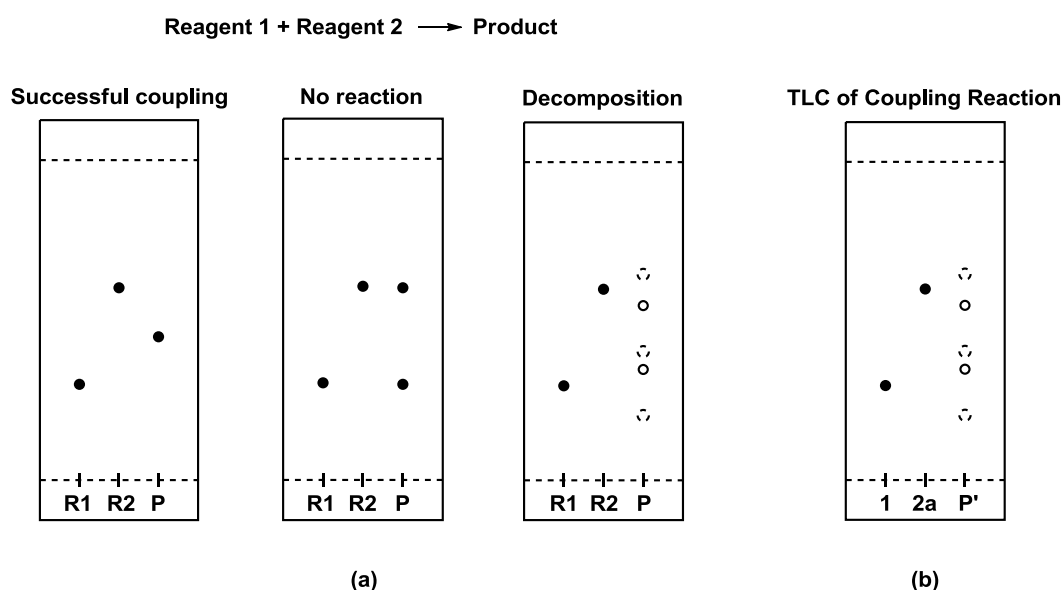 Reagent 1 + Reagent 2 ⟶ Product
Successful coupling
No reaction
Decomposition
TLC of Coupling Reaction
R1 R2 P
R1 R2 P
R1 R2 P
1 2a P'
(a)
(b)